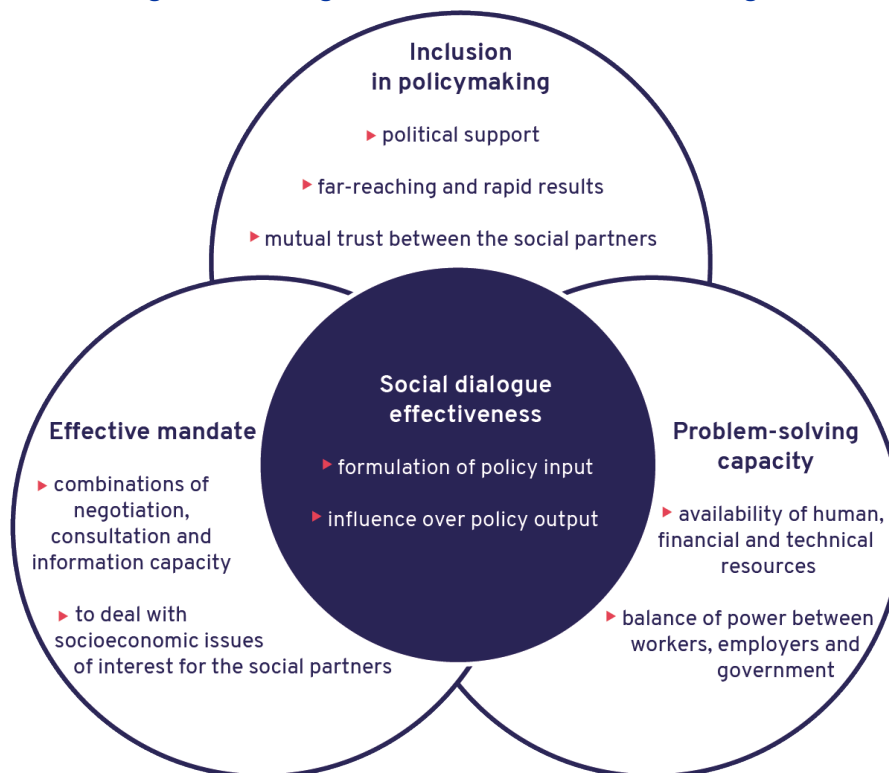 Inclusion
in policymaking
▸ political support
▸ far-reaching and rapid results
▸ mutual trust between the social partners
Social dialogue
effectiveness
▸ formulation of policy input
▸ influence over policy output
Effective mandate
▸ combinations of
negotiation,
consultation and
information capacity
▸ to deal with
socioeconomic issues
of interest for the social partners
Problem-solving
capacity
▸ availability of human,
financial and technical
resources
▸ balance of power between
workers, employers and
government